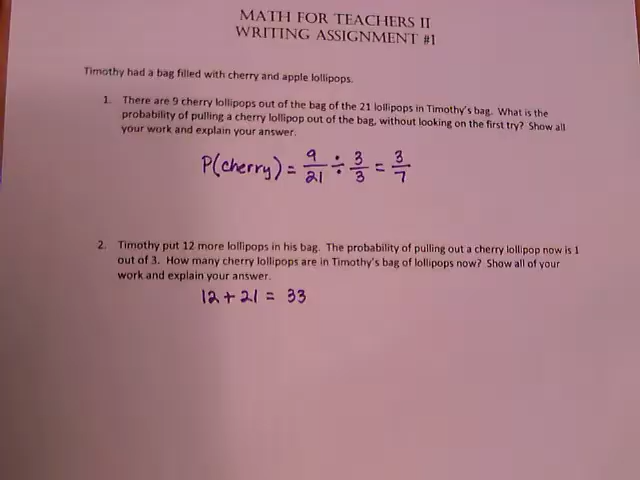 MATH FOR TEACHERS II
WRITING ASSIGNMENT #1
Timothy had a bag filled with cherry and apple lollipops.
1. There are 9 cherry lollipops out of the bag of the 21 lollipops in Timothy's bag. What is the
probability of pulling a cherry lollipop out of the bag, without looking on the first try? Show all
your work and explain your answer.
P(cherry) = 9/21 ÷ 3/3 = 3/7
2. Timothy put 12 more lollipops in his bag. The probability of pulling out a cherry lollipop now is 1
out of 3. How many cherry lollipops are in Timothy's bag of lollipops now? Show all of your
work and explain your answer.
12 + 21 = 33